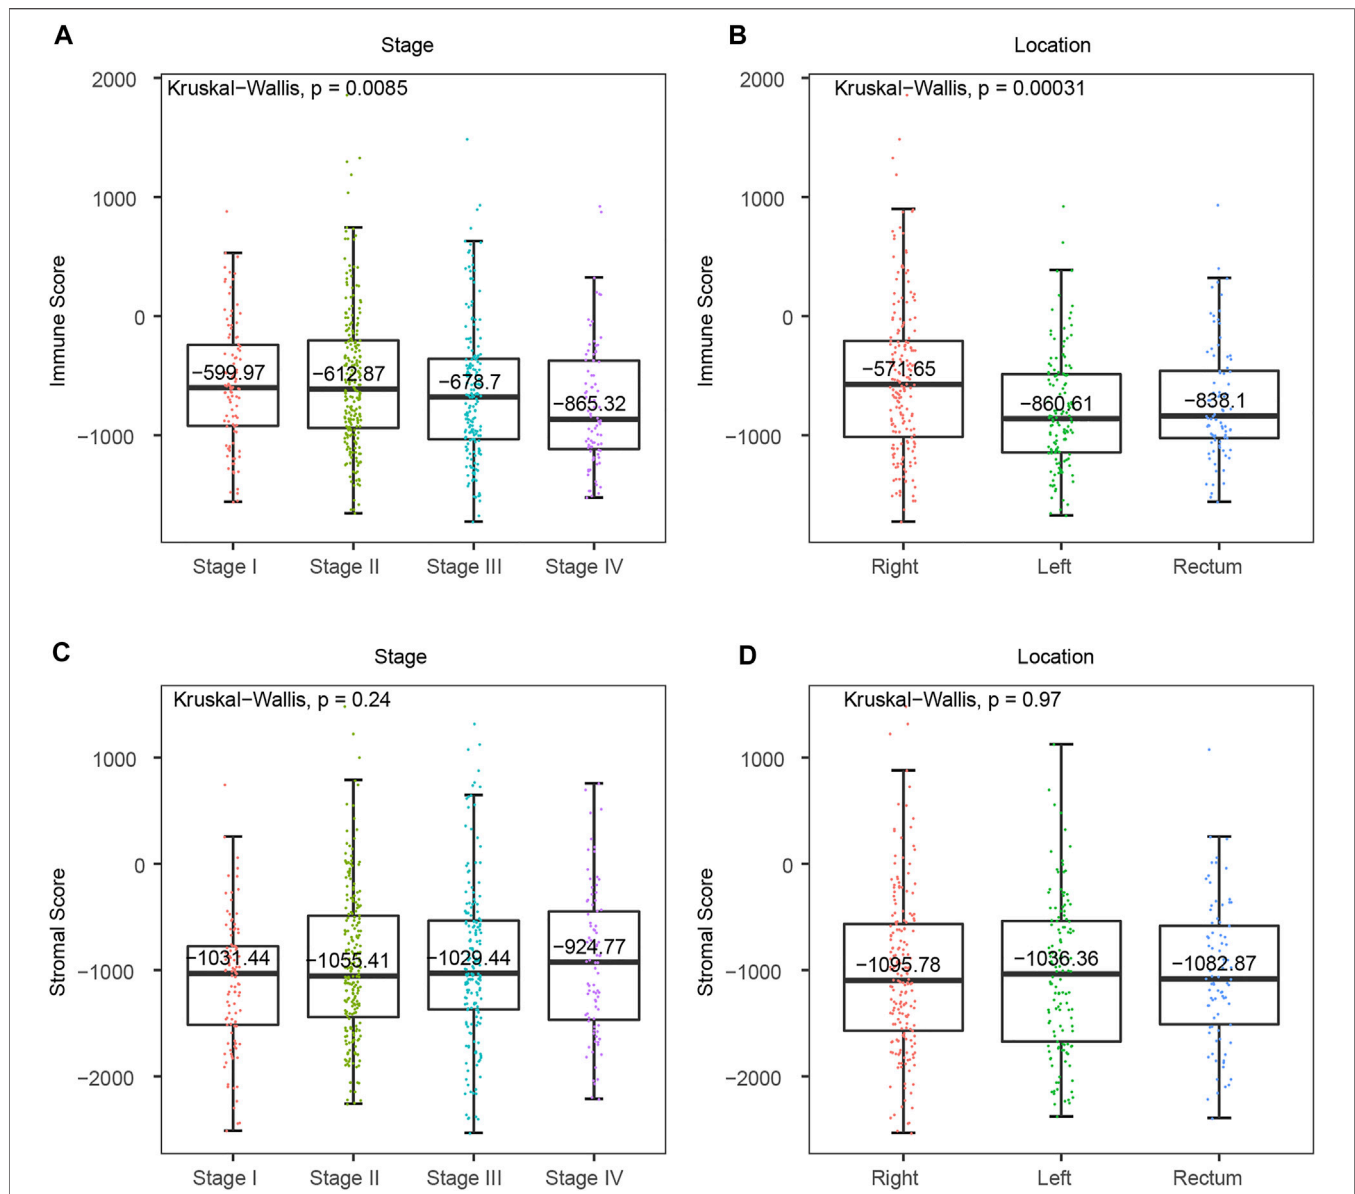 A
Stage
Kruskal−Wallis, p = 0.0085
Immune Score
2000
1000
0
−1000
−599.97
−612.87
−678.7
−865.32
Stage I
Stage II
Stage III
Stage IV
B
Location
Kruskal−Wallis, p = 0.00031
Immune Score
2000
1000
0
−1000
−571.65
−860.61
−838.1
Right
Left
Rectum
C
Stage
Kruskal−Wallis, p = 0.24
Stromal Score
1000
0
−1000
−2000
−1031.44
−1055.41
−1029.44
−924.77
Stage I
Stage II
Stage III
Stage IV
D
Location
Kruskal−Wallis, p = 0.97
Stromal Score
1000
0
−1000
−2000
−1095.78
−1036.36
−1082.87
Right
Left
Rectum